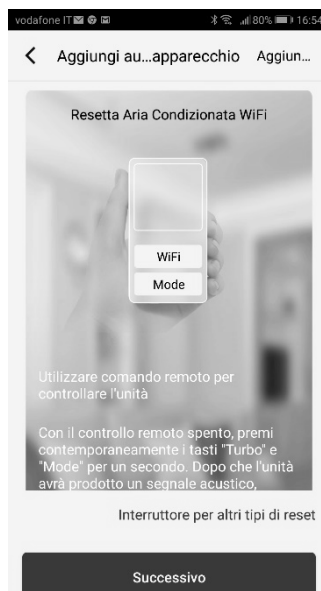 vodafone IT 80% 16:54
Aggiungi au...apparecchio Aggiun...
Resetta Aria Condizionata WiFi
WiFi
Mode
Utilizzare comando remoto per
controllare l'unità
Con il controllo remoto spento, premi
contemporaneamente i tasti "Turbo" e
"Mode" per un secondo. Dopo che l'unità
avrà prodotto un segnale acustico,
Interruttore per altri tipi di reset
Successivo